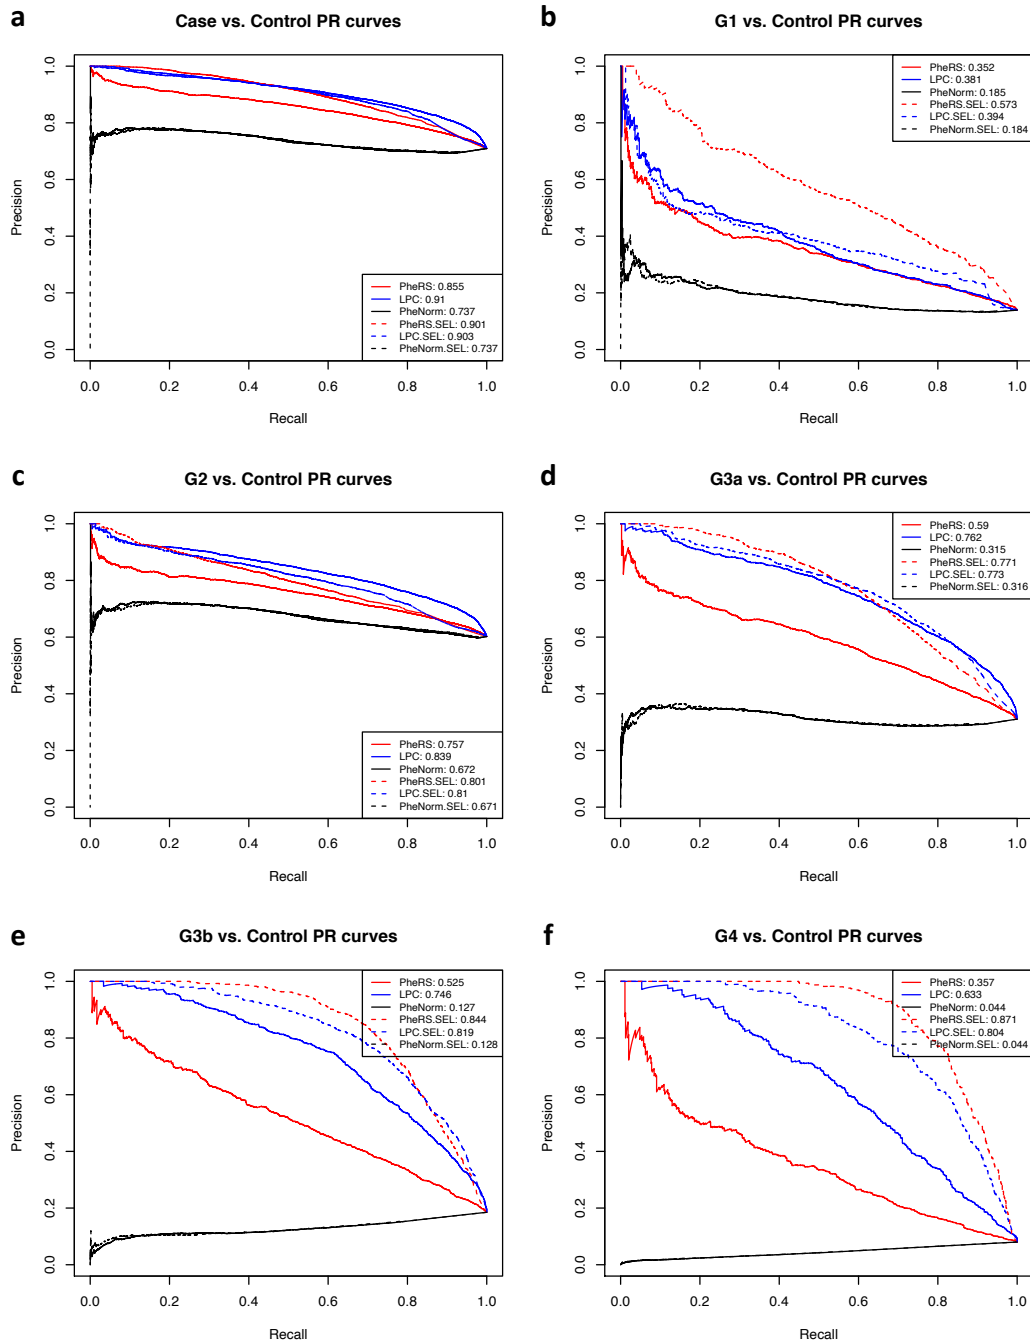 a
Case vs. Control PR curves
Precision
1.0
0.8
0.6
0.4
0.2
0.0
PheRS: 0.855
LPC: 0.91
PheNorm: 0.737
PheRS.SEL: 0.901
LPC.SEL: 0.903
PheNorm.SEL: 0.737
0.0 0.2 0.4 0.6 0.8 1.0
Recall
b
G1 vs. Control PR curves
Precision
1.0
0.8
0.6
0.4
0.2
0.0
PheRS: 0.352
LPC: 0.381
PheNorm: 0.185
PheRS.SEL: 0.573
LPC.SEL: 0.394
PheNorm.SEL: 0.184
0.0 0.2 0.4 0.6 0.8 1.0
Recall
c
G2 vs. Control PR curves
Precision
1.0
0.8
0.6
0.4
0.2
0.0
PheRS: 0.757
LPC: 0.839
PheNorm: 0.672
PheRS.SEL: 0.801
LPC.SEL: 0.81
PheNorm.SEL: 0.671
0.0 0.2 0.4 0.6 0.8 1.0
Recall
d
G3a vs. Control PR curves
Precision
1.0
0.8
0.6
0.4
0.2
0.0
PheRS: 0.59
LPC: 0.762
PheNorm: 0.315
PheRS.SEL: 0.771
LPC.SEL: 0.773
PheNorm.SEL: 0.316
0.0 0.2 0.4 0.6 0.8 1.0
Recall
e
G3b vs. Control PR curves
Precision
1.0
0.8
0.6
0.4
0.2
0.0
PheRS: 0.525
LPC: 0.746
PheNorm: 0.127
PheRS.SEL: 0.844
LPC.SEL: 0.819
PheNorm.SEL: 0.128
0.0 0.2 0.4 0.6 0.8 1.0
Recall
f
G4 vs. Control PR curves
Precision
1.0
0.8
0.6
0.4
0.2
0.0
PheRS: 0.357
LPC: 0.633
PheNorm: 0.044
PheRS.SEL: 0.871
LPC.SEL: 0.804
PheNorm.SEL: 0.044
0.0 0.2 0.4 0.6 0.8 1.0
Recall